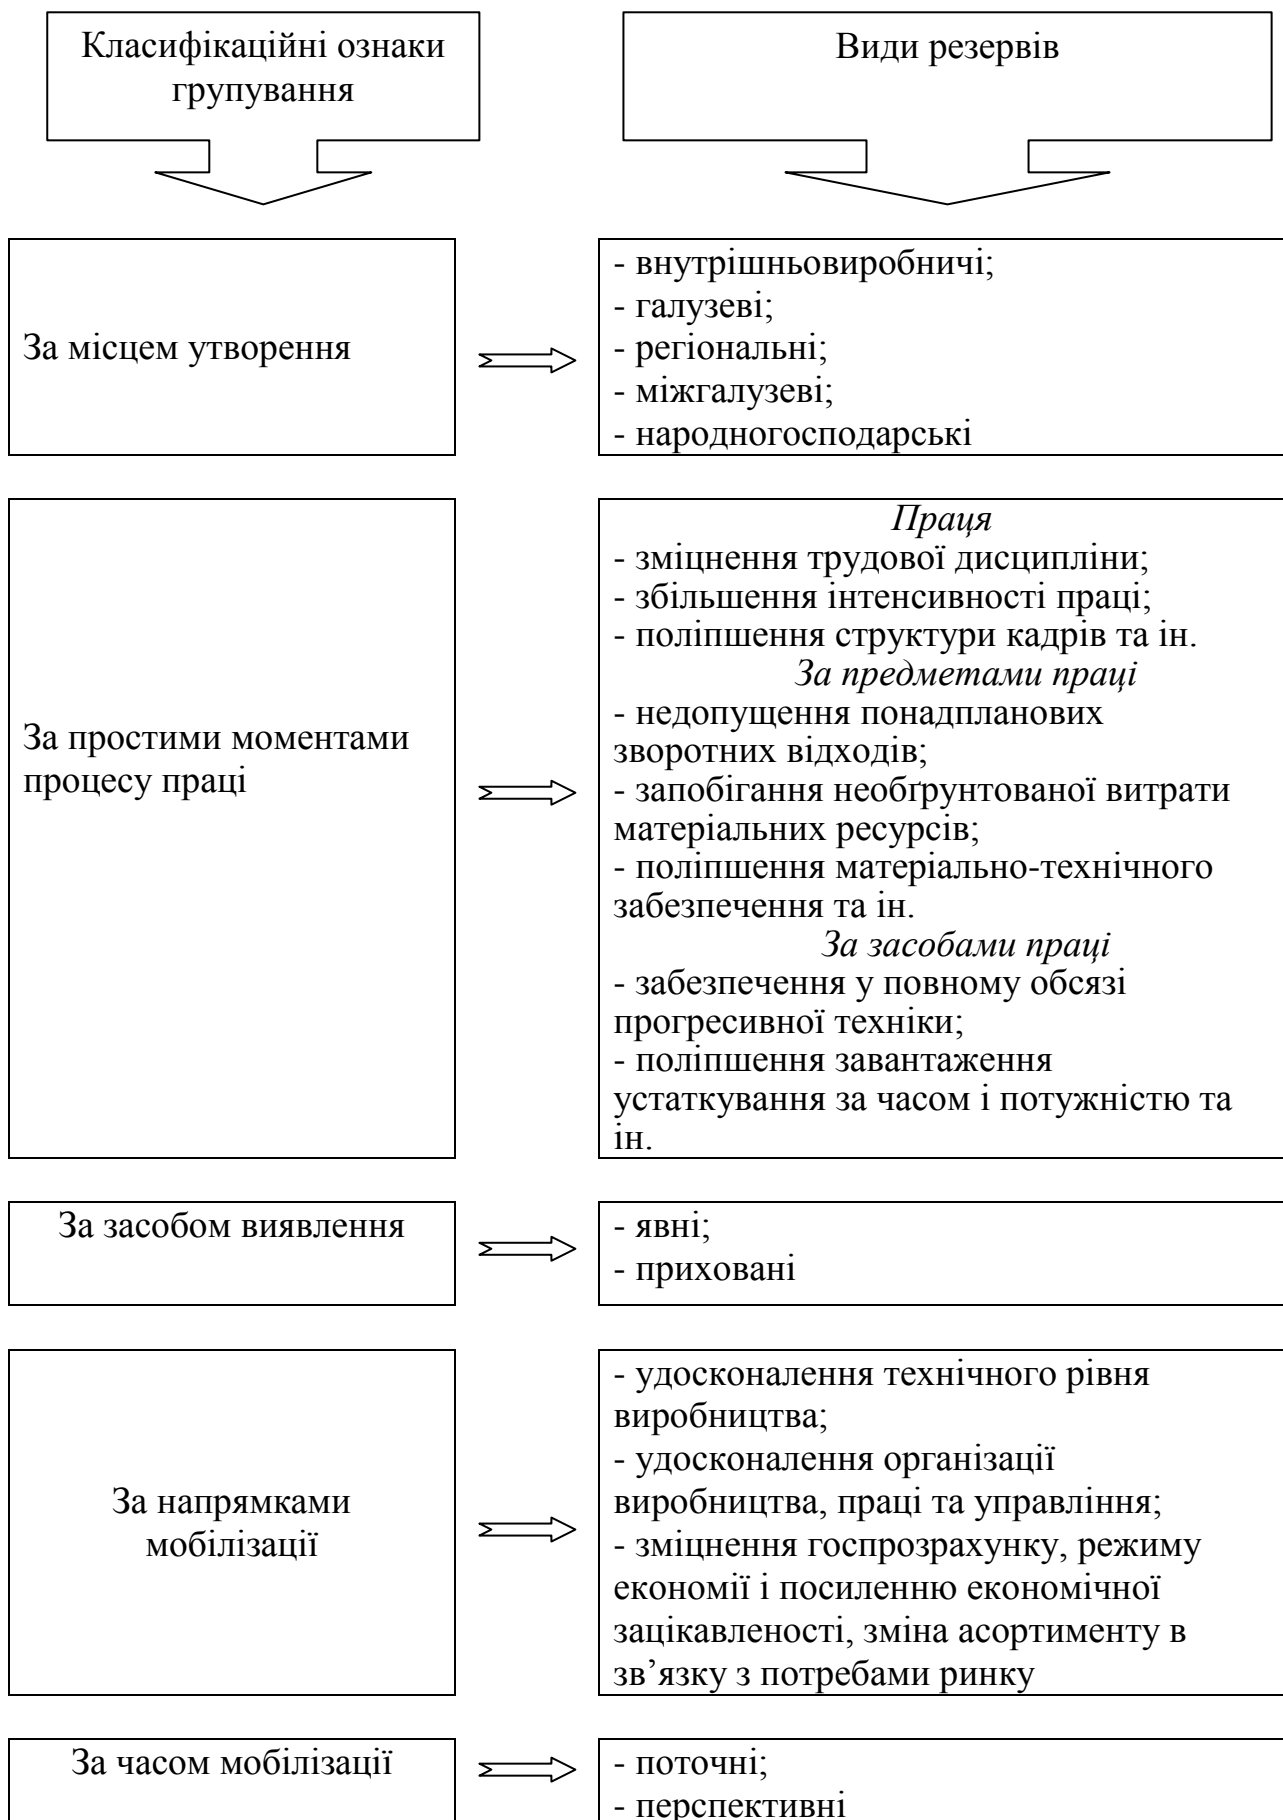 Класифікаційні ознаки
групування
Види резервів
За місцем утворення
- внутрішньовиробничі;
- галузеві;
- регіональні;
- міжгалузеві;
- народногосподарські
За простими моментами
процесу праці
Праця
- зміцнення трудової дисципліни;
- збільшення інтенсивності праці;
- поліпшення структури кадрів та ін.
За предметами праці
- недопущення понадпланових
зворотних відходів;
- запобігання необґрунтованої витрати
матеріальних ресурсів;
- поліпшення матеріально-технічного
забезпечення та ін.
За засобами праці
- забезпечення у повному обсязі
прогресивної техніки;
- поліпшення завантаження
устаткування за часом і потужністю та
ін.
За засобом виявлення
- явні;
- приховані
За напрямками
мобілізації
- удосконалення технічного рівня
виробництва;
- удосконалення організації
виробництва, праці та управління;
- зміцнення госпрозрахунку, режиму
економії і посиленню економічної
зацікавленості, зміна асортименту в
зв’язку з потребами ринку
За часом мобілізації
- поточні;
- перспективні